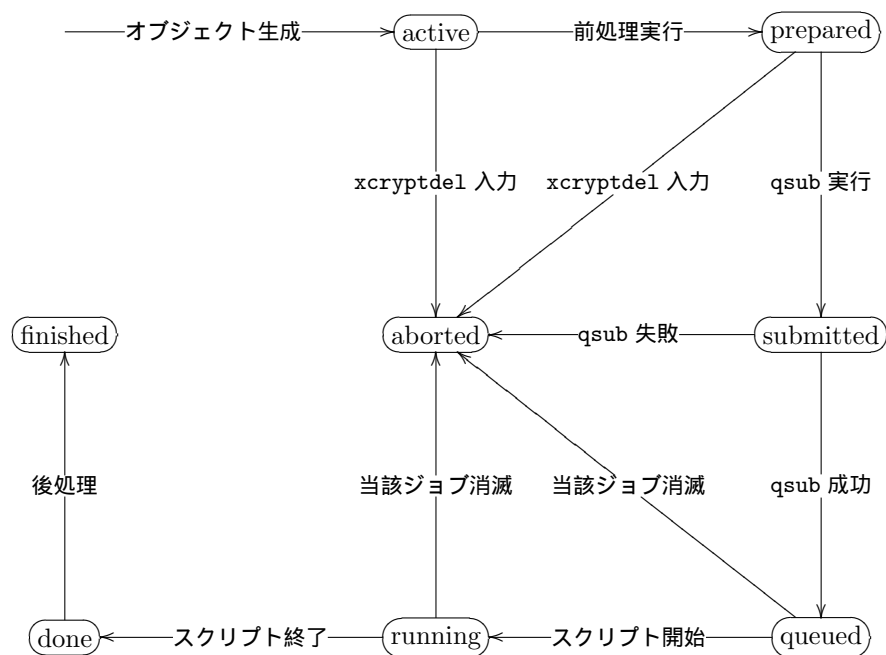 オブジェクト生成 active 前処理実行 prepared
xcryptdel 入力 xcryptdel 入力 qsub 実行
finished aborted qsub 失敗 submitted
後処理 当該ジョブ消滅 当該ジョブ消滅 qsub 成功
done スクリプト終了 running スクリプト開始 queued